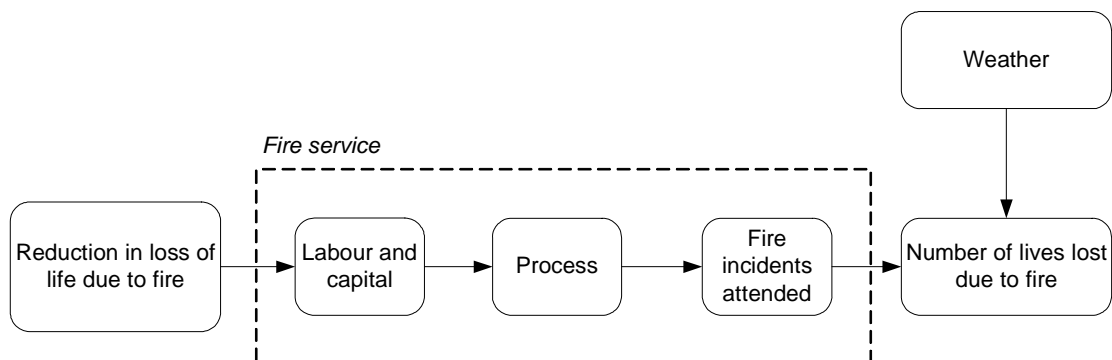 Weather
Fire service
Reduction in loss of
life due to fire
Labour and
capital
Process
Fire
incidents
attended
Number of lives lost
due to fire